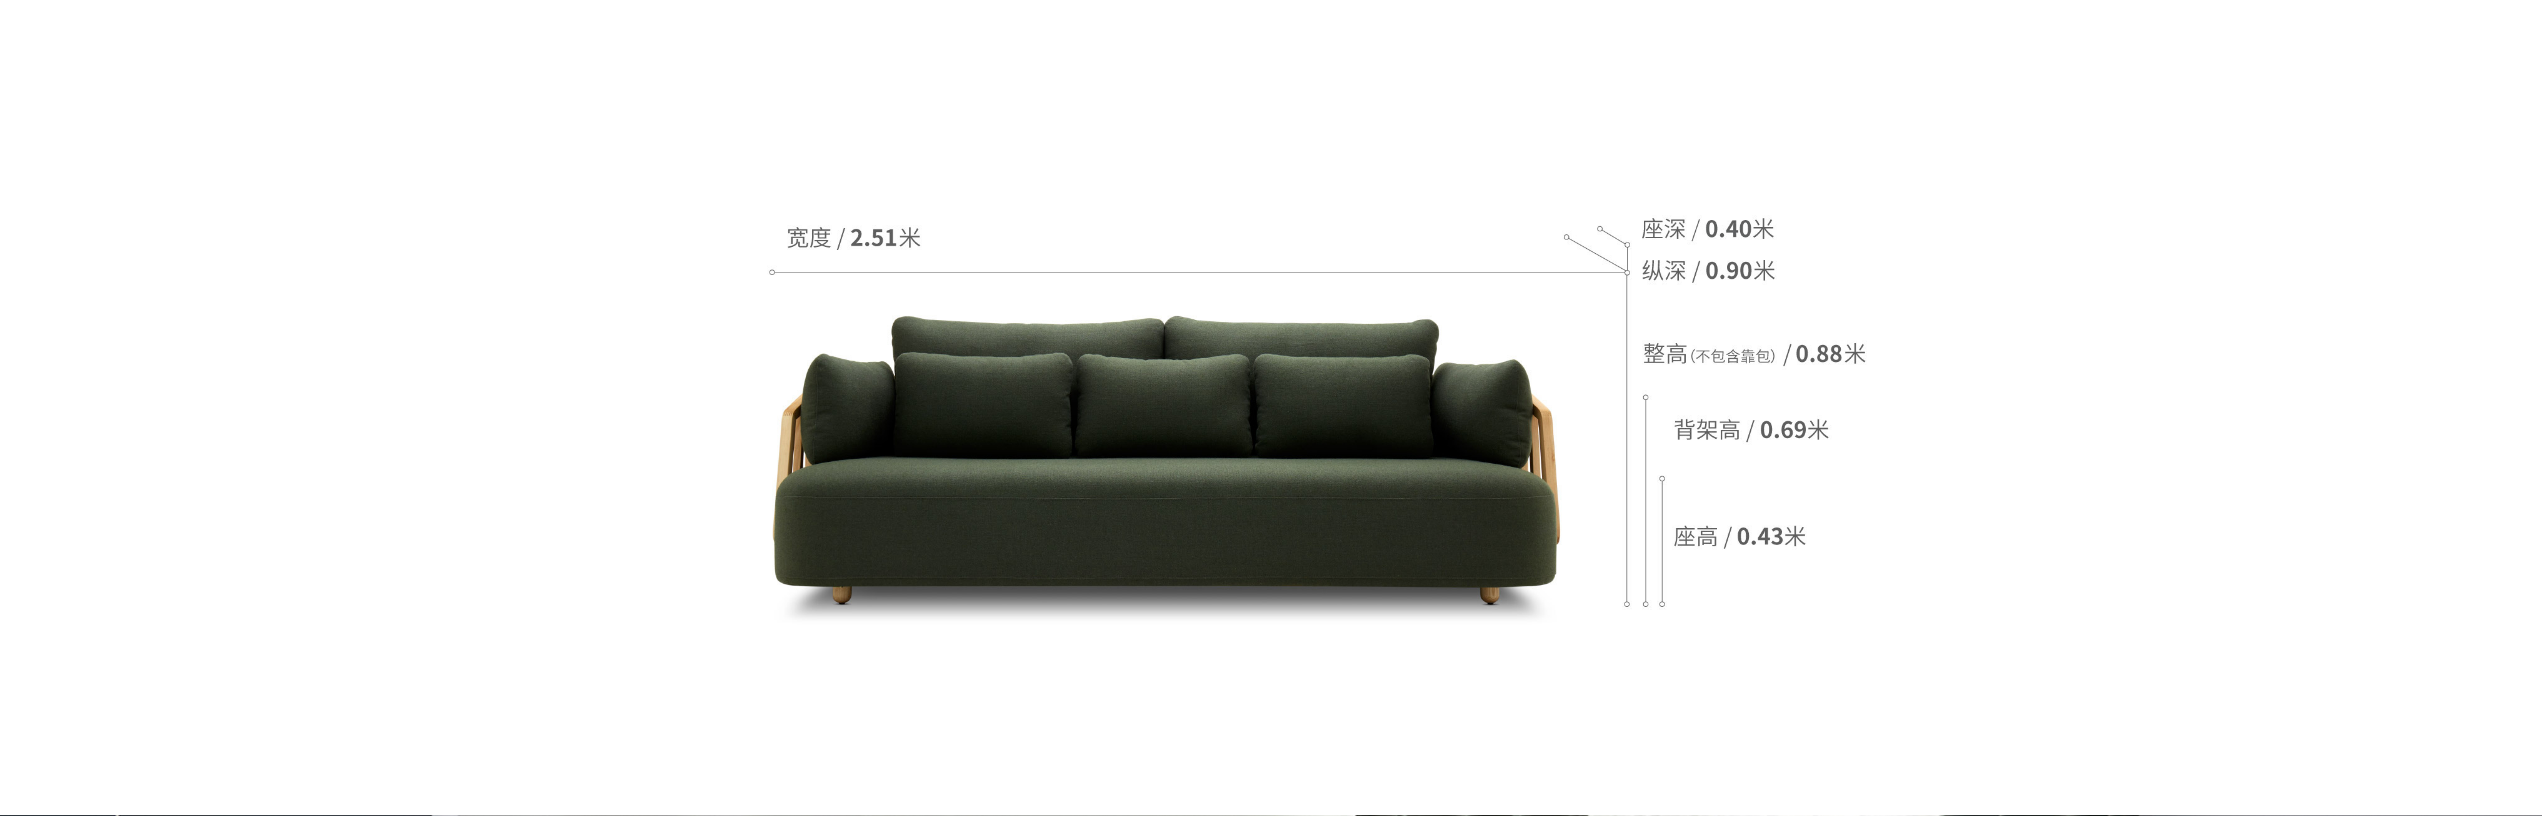 宽度 / 2.51米
座深 / 0.40米
纵深 / 0.90米
整高（不包含靠包） / 0.88米
背架高 / 0.69米
座高 / 0.43米